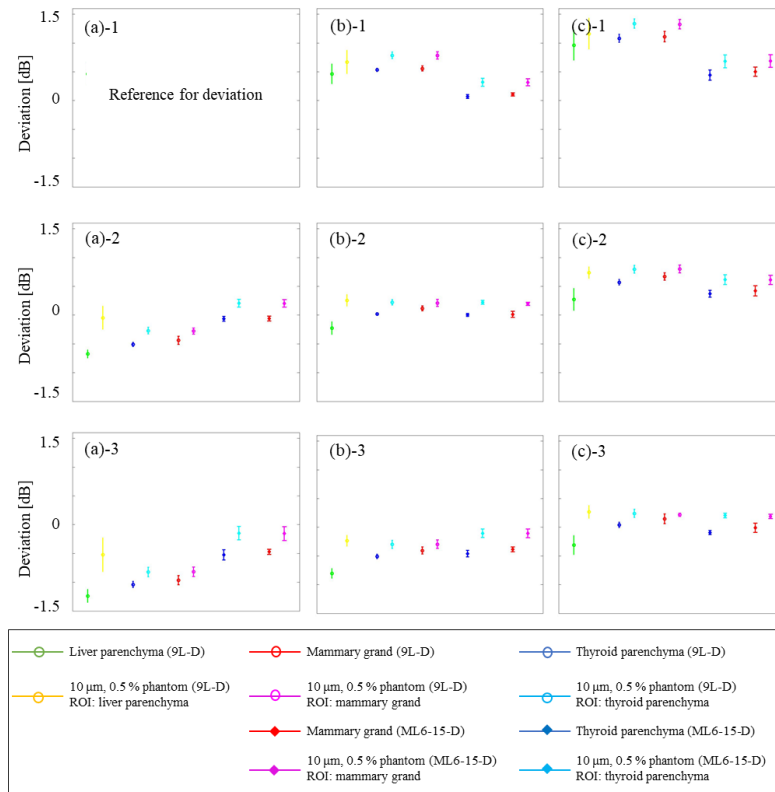 1.5
(a)-1
(b)-1
(c)-1
Deviation [dB]
0
Reference for deviation
-1.5
1.5
(a)-2
(b)-2
(c)-2
Deviation [dB]
0
-1.5
1.5
(a)-3
(b)-3
(c)-3
Deviation [dB]
0
-1.5
Liver parenchyma (9L-D)
Mammary grand (9L-D)
Thyroid parenchyma (9L-D)
10 μm, 0.5 % phantom (9L-D)
ROI: liver parenchyma
10 μm, 0.5 % phantom (9L-D)
ROI: mammary grand
10 μm, 0.5 % phantom (9L-D)
ROI: thyroid parenchyma
Mammary grand (ML6-15-D)
Thyroid parenchyma (ML6-15-D)
10 μm, 0.5 % phantom (ML6-15-D)
ROI: mammary grand
10 μm, 0.5 % phantom (ML6-15-D)
ROI: thyroid parenchyma